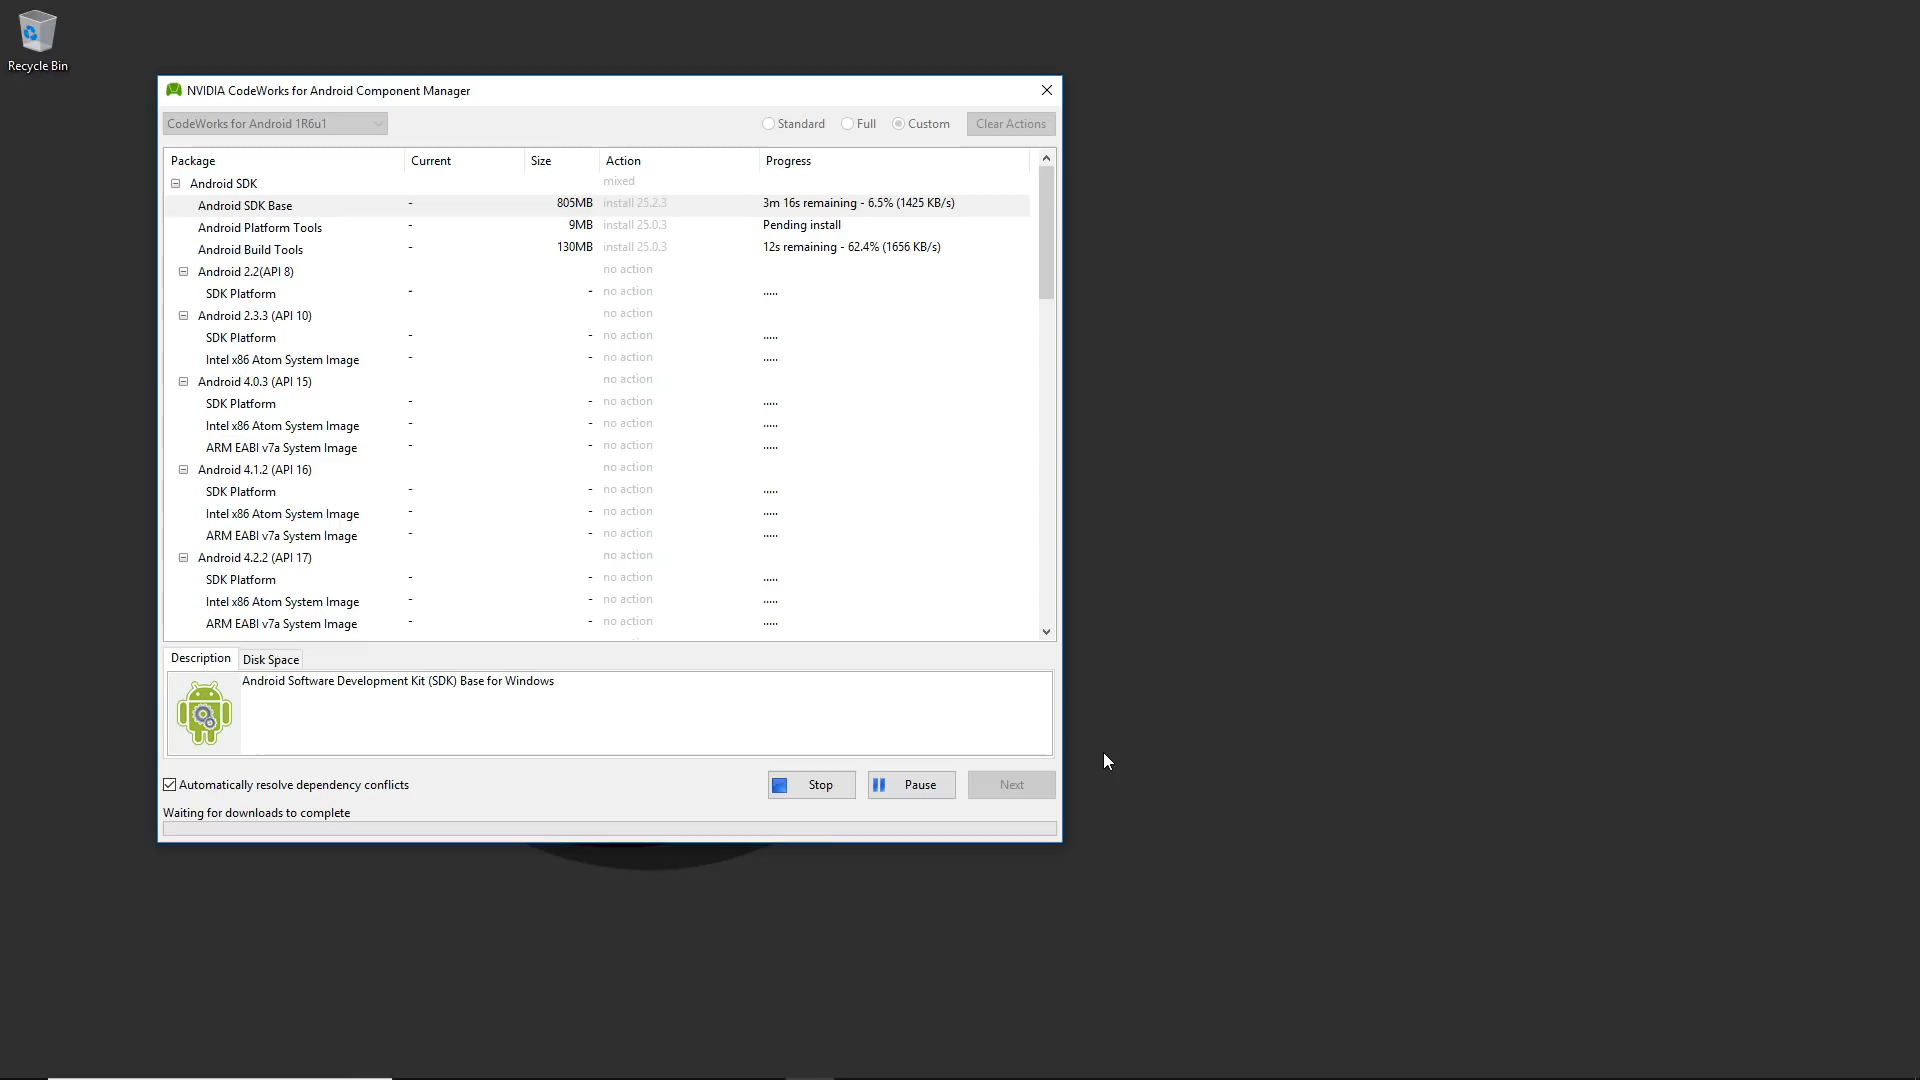 Recycle Bin
NVIDIA CodeWorks for Android Component Manager
CodeWorks for Android 1R6u1 Standard Full Custom Clear Actions
Package Current Size Action Progress
Android SDK mixed
Android SDK Base - 805MB install 25.2.3 3m 16s remaining - 6.5% (1425 KB/s)
Android Platform Tools - 9MB install 25.0.3 Pending install
Android Build Tools - 130MB install 25.0.3 12s remaining - 62.4% (1656 KB/s)
Android 2.2(API 8) no action
SDK Platform - - no action .....
Android 2.3.3 (API 10) no action
SDK Platform - - no action .....
Intel x86 Atom System Image - - no action .....
Android 4.0.3 (API 15) no action
SDK Platform - - no action .....
Intel x86 Atom System Image - - no action .....
ARM EABI v7a System Image - - no action .....
Android 4.1.2 (API 16) no action
SDK Platform - - no action .....
Intel x86 Atom System Image - - no action .....
ARM EABI v7a System Image - - no action .....
Android 4.2.2 (API 17) no action
SDK Platform - - no action .....
Intel x86 Atom System Image - - no action .....
ARM EABI v7a System Image - - no action .....
Description Disk Space
Android Software Development Kit (SDK) Base for Windows
Automatically resolve dependency conflicts Stop Pause Next
Waiting for downloads to complete